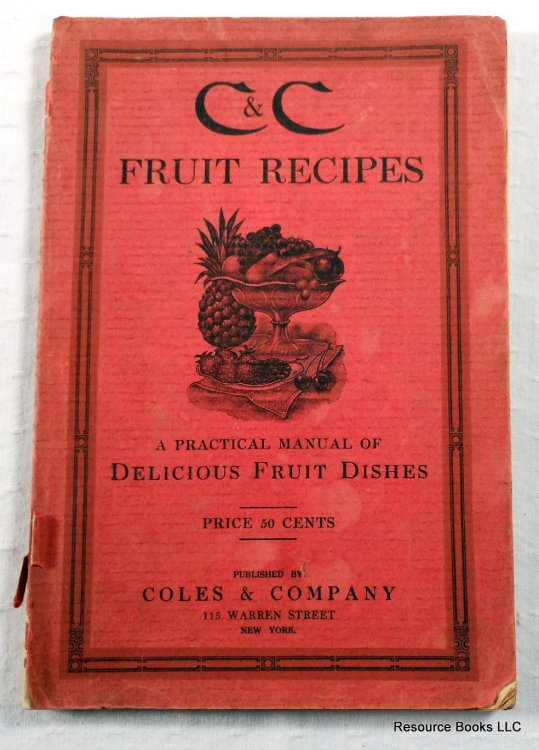 C & C
FRUIT RECIPES
A PRACTICAL MANUAL OF
DELICIOUS FRUIT DISHES
PRICE 50 CENTS
PUBLISHED BY
COLES & COMPANY
115 WARREN STREET
NEW YORK.
Resource Books LLC